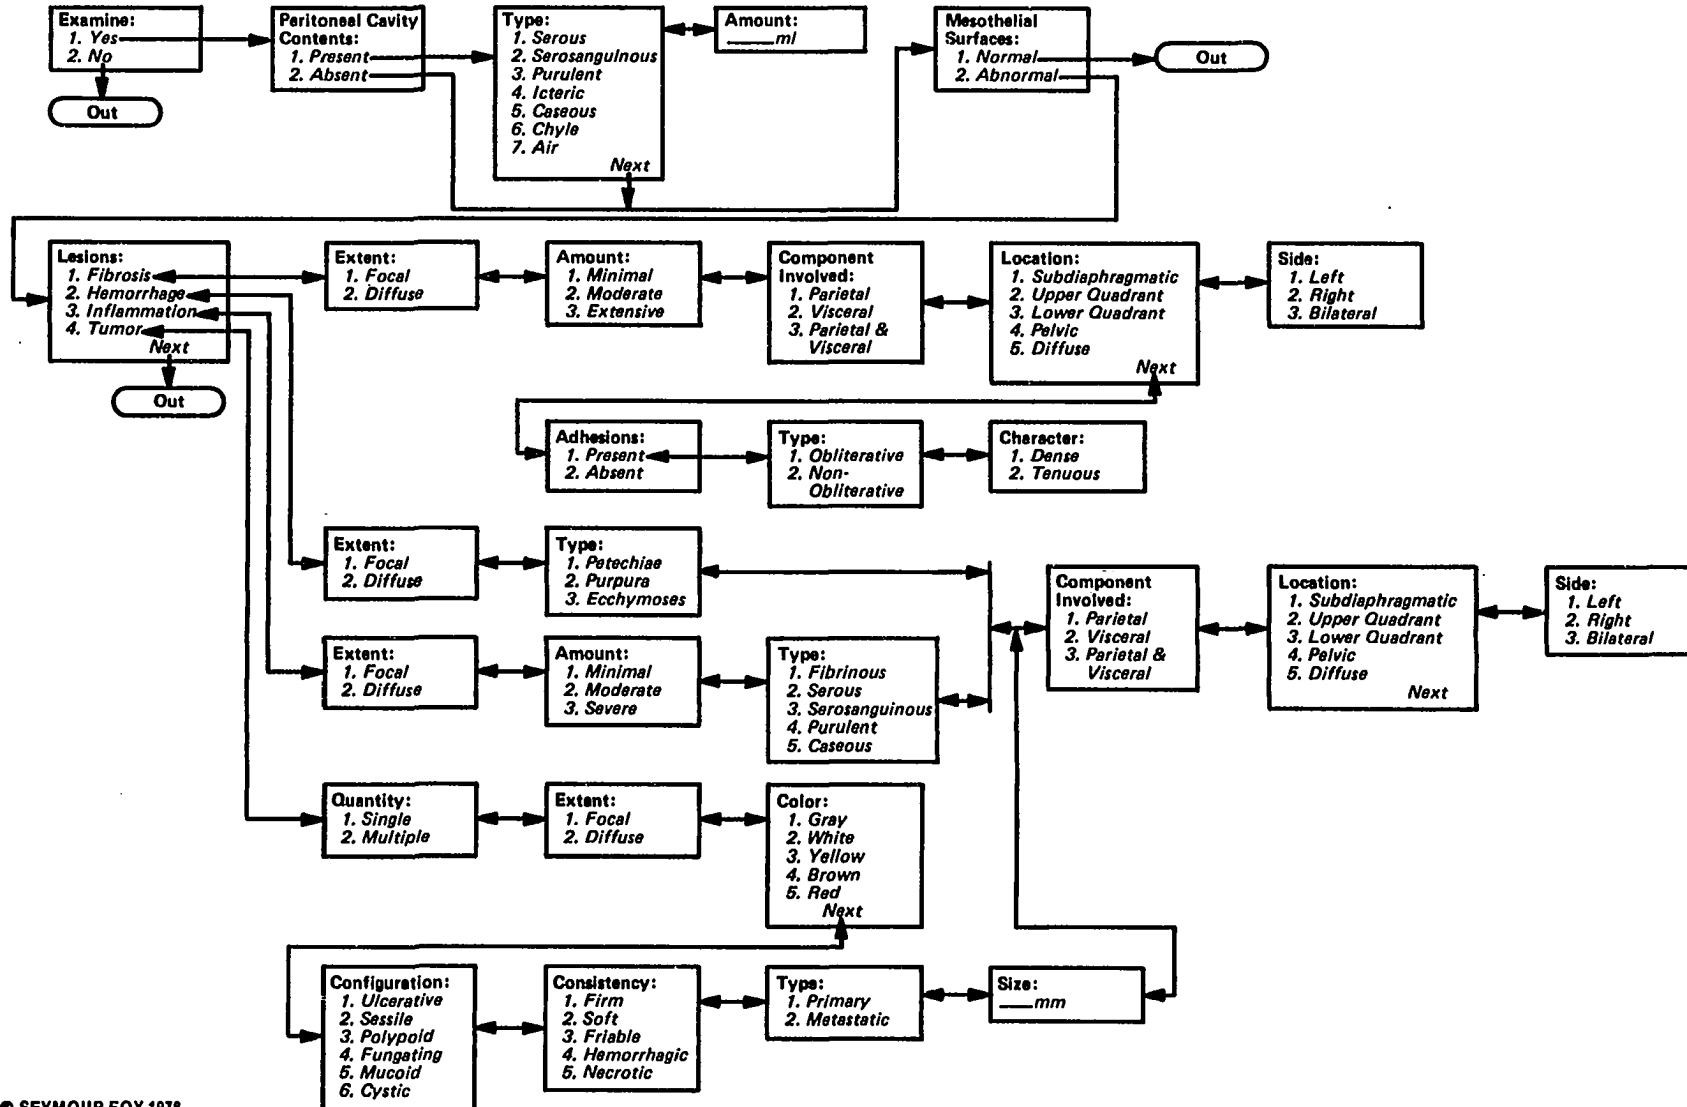 Examine:
1. Yes
2. No
Out
Peritoneal Cavity
Contents:
1. Present
2. Absent
Type:
1. Serous
2. Serosanguinous
3. Purulent
4. Icteric
5. Caseous
6. Chyle
7. Air
Next
Amount:
____ml
Mesothelial
Surfaces:
1. Normal
2. Abnormal
Out
Lesions:
1. Fibrosis
2. Hemorrhage
3. Inflammation
4. Tumor
Next
Out
Extent:
1. Focal
2. Diffuse
Amount:
1. Minimal
2. Moderate
3. Extensive
Component
Involved:
1. Parietal
2. Visceral
3. Parietal &
Visceral
Location:
1. Subdiaphragmatic
2. Upper Quadrant
3. Lower Quadrant
4. Pelvic
5. Diffuse
Next
Side:
1. Left
2. Right
3. Bilateral
Adhesions:
1. Present
2. Absent
Type:
1. Obliterative
2. Non-
Obliterative
Character:
1. Dense
2. Tenuous
Extent:
1. Focal
2. Diffuse
Type:
1. Petechiae
2. Purpura
3. Ecchymoses
Component
Involved:
1. Parietal
2. Visceral
3. Parietal &
Visceral
Location:
1. Subdiaphragmatic
2. Upper Quadrant
3. Lower Quadrant
4. Pelvic
5. Diffuse
Next
Side:
1. Left
2. Right
3. Bilateral
Extent:
1. Focal
2. Diffuse
Amount:
1. Minimal
2. Moderate
3. Severe
Type:
1. Fibrinous
2. Serous
3. Serosanguinous
4. Purulent
5. Caseous
Quantity:
1. Single
2. Multiple
Extent:
1. Focal
2. Diffuse
Color:
1. Gray
2. White
3. Yellow
4. Brown
5. Red
Next
Configuration:
1. Ulcerative
2. Sessile
3. Polypoid
4. Fungating
5. Mucoid
6. Cystic
Consistency:
1. Firm
2. Soft
3. Friable
4. Hemorrhagic
5. Necrotic
Type:
1. Primary
2. Metastatic
Size:
___mm
© SEYMOUR FOX 1978